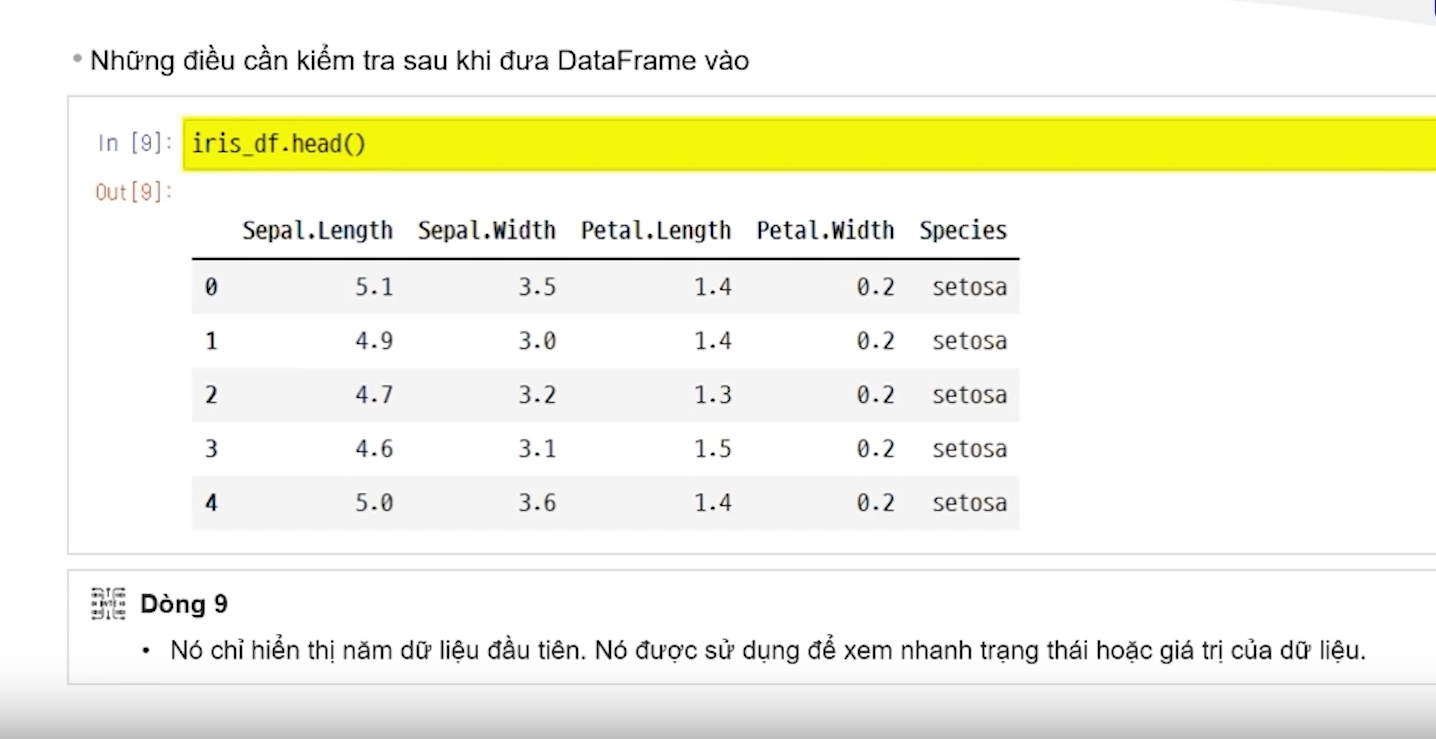 • Những điều cần kiểm tra sau khi đưa DataFrame vào
In [9]: iris_df.head()
Out[9]:
Sepal.Length Sepal.Width Petal.Length Petal.Width Species
0 5.1 3.5 1.4 0.2 setosa
1 4.9 3.0 1.4 0.2 setosa
2 4.7 3.2 1.3 0.2 setosa
3 4.6 3.1 1.5 0.2 setosa
4 5.0 3.6 1.4 0.2 setosa
Dòng 9
• Nó chỉ hiển thị năm dữ liệu đầu tiên. Nó được sử dụng để xem nhanh trạng thái hoặc giá trị của dữ liệu.